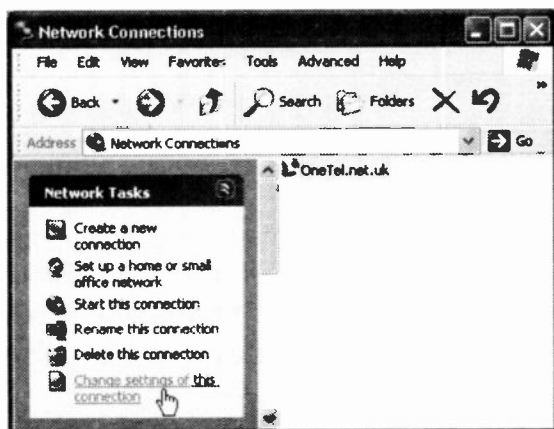 Network Connections
File Edit View Favorites Tools Advanced Help
Back Search Folders »
Address Network Connections Go
Network Tasks
Create a new
connection
Set up a home or small
office network
Start this connection
Rename this connection
Delete this connection
Change settings of this
connection
OneTel.net.uk